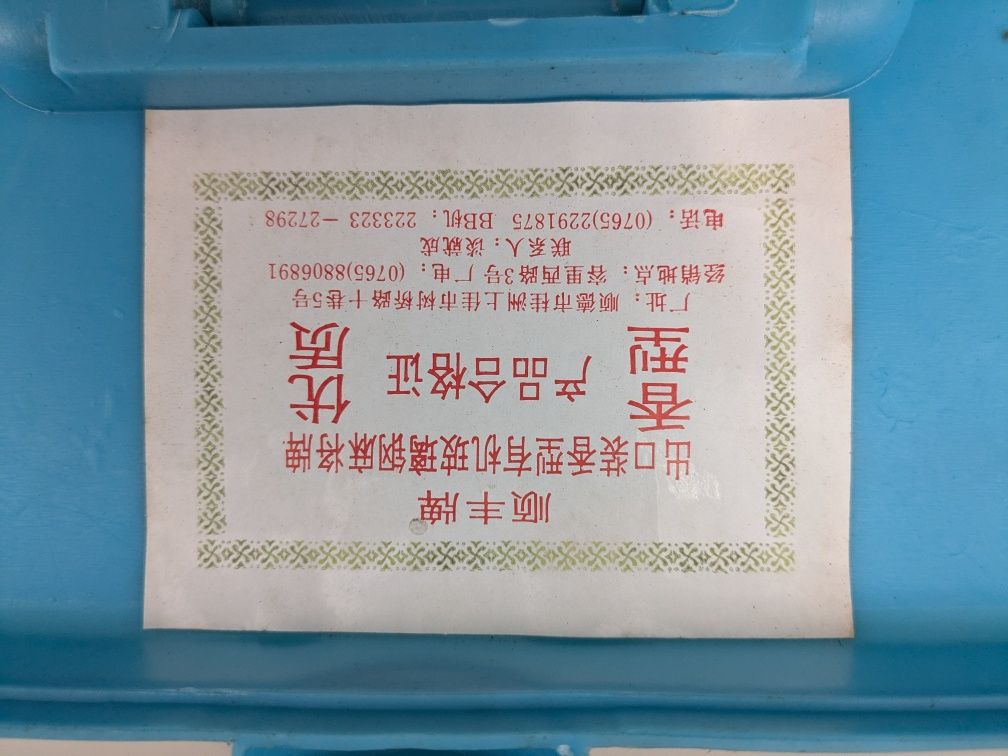 顺丰牌
出口装香型有机玻璃钢麻将牌
香型 产品合格证 优质
厂址：顺德市桂洲上佳市树桥路十巷5号
经销地点：容里西路3号厂电：(0765)8806891
联系人：谈就成
电话：(0765)2291875 BB机：223323－27298